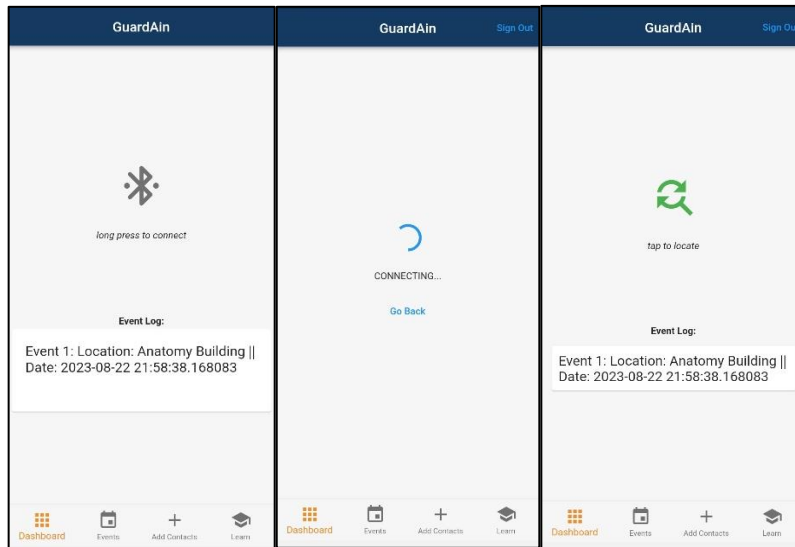 GuardAin
long press to connect
Event Log:
Event 1: Location: Anatomy Building ||
Date: 2023-08-22 21:58:38.168083
Dashboard
Events
Add Contacts
Learn
GuardAin
Sign Out
CONNECTING...
Go Back
Dashboard
Events
Add Contacts
Learn
GuardAin
Sign Ou
tap to locate
Event Log:
Event 1: Location: Anatomy Building ||
Date: 2023-08-22 21:58:38.168083
Dashboard
Events
Add Contacts
Learn